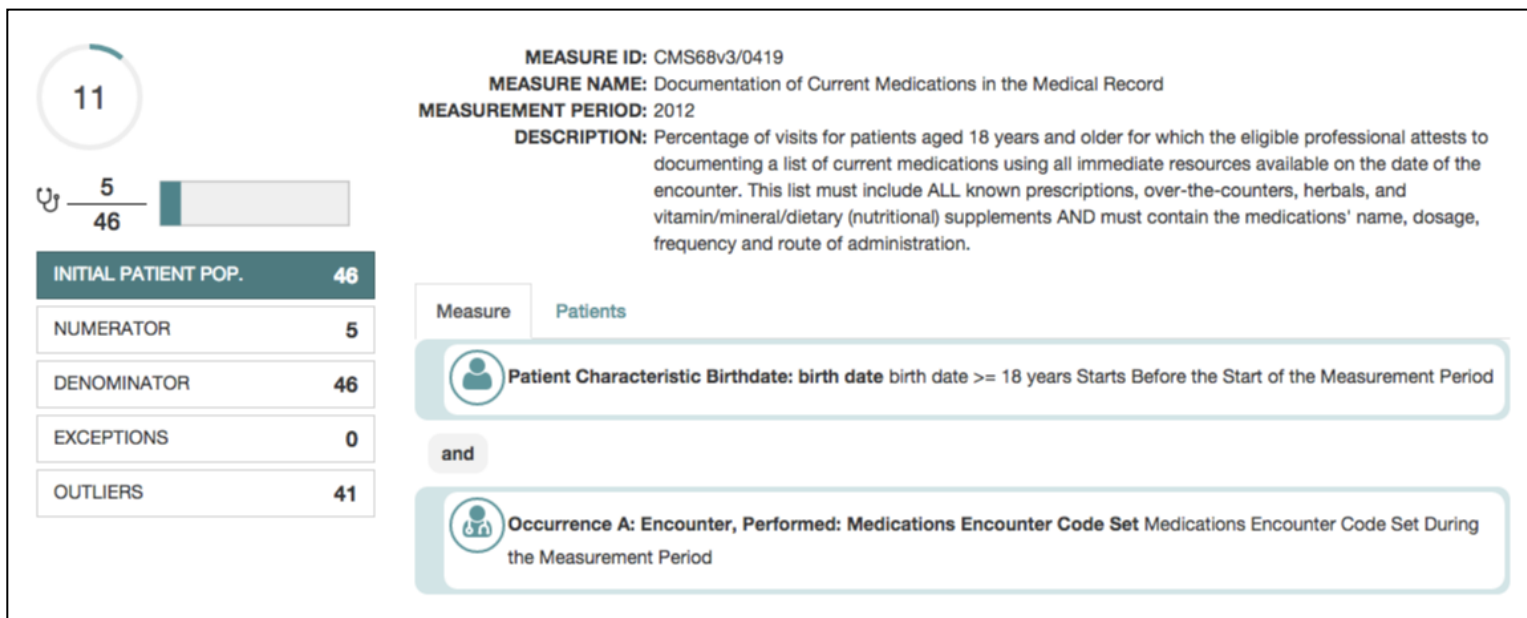 11
5
46
INITIAL PATIENT POP. 46
NUMERATOR 5
DENOMINATOR 46
EXCEPTIONS 0
OUTLIERS 41
MEASURE ID: CMS68v3/0419
MEASURE NAME: Documentation of Current Medications in the Medical Record
MEASUREMENT PERIOD: 2012
DESCRIPTION: Percentage of visits for patients aged 18 years and older for which the eligible professional attests to
documenting a list of current medications using all immediate resources available on the date of the
encounter. This list must include ALL known prescriptions, over-the-counters, herbals, and
vitamin/mineral/dietary (nutritional) supplements AND must contain the medications' name, dosage,
frequency and route of administration.
Measure Patients
Patient Characteristic Birthdate: birth date birth date >= 18 years Starts Before the Start of the Measurement Period
and
Occurrence A: Encounter, Performed: Medications Encounter Code Set Medications Encounter Code Set During
the Measurement Period